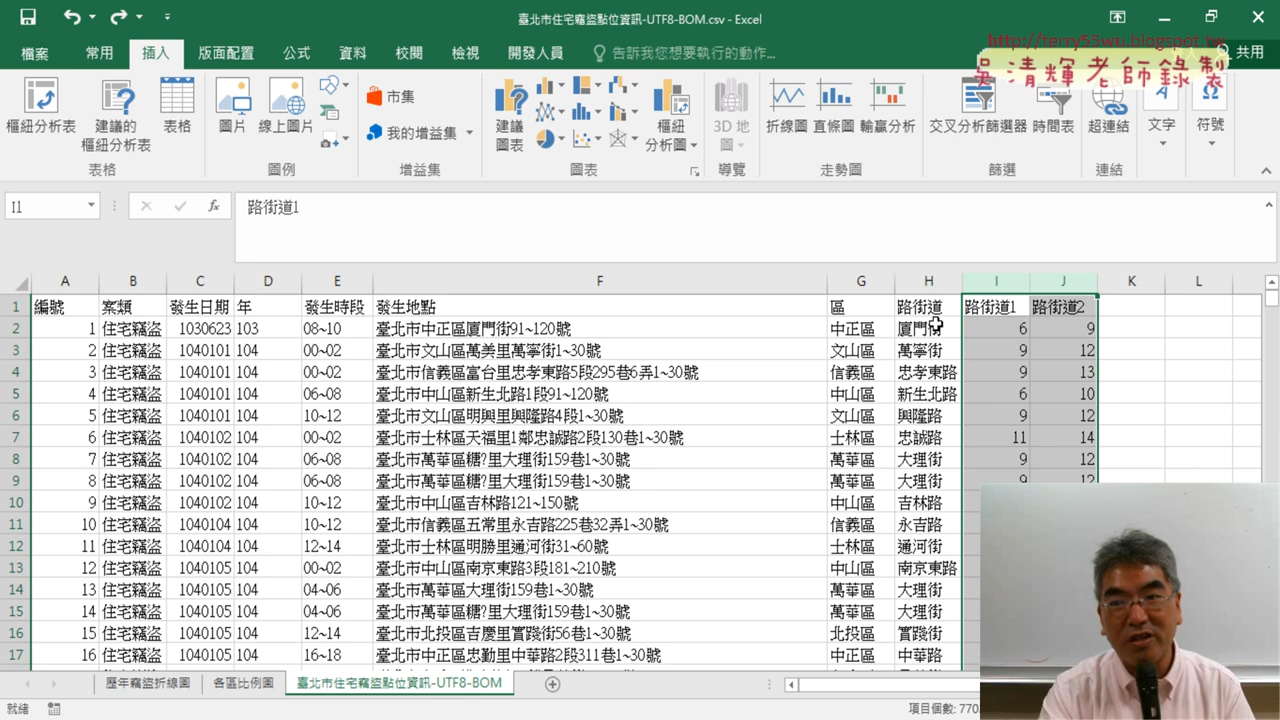 臺北市住宅竊盜點位資訊-UTF8-BOM.csv - Excel
http://terry55wu.blogspot.tw
吳清輝老師錄製
檔案 常用 插入 版面配置 公式 資料 校閱 檢視 開發人員 告訴我您想要執行的動作... 共用
樞紐分析表 建議的樞紐分析表 表格 圖片 線上圖片 市集 我的增益集 建議圖表 樞紐分析圖 3D 地圖 折線圖 直條圖 輸贏分析 交叉分析篩選器 時間表 超連結 文字 符號
表格 圖例 增益集 圖表 導覽 走勢圖 篩選 連結
I1 fx 路街道1
A B C D E F G H I J K L
1 編號 案類 發生日期 年 發生時段 發生地點 區 路街道 路街道1 路街道2
2 1 住宅竊盜 1030623 103 08~10 臺北市中正區廈門街91~120號 中正區 廈門街 6 9
3 2 住宅竊盜 1040101 104 00~02 臺北市文山區萬美里萬寧街1~30號 文山區 萬寧街 9 12
4 3 住宅竊盜 1040101 104 00~02 臺北市信義區富台里忠孝東路5段295巷6弄1~30號 信義區 忠孝東路 9 13
5 4 住宅竊盜 1040101 104 06~08 臺北市中山區新生北路1段91~120號 中山區 新生北路 6 10
6 5 住宅竊盜 1040101 104 10~12 臺北市文山區明興里興隆路4段1~30號 文山區 興隆路 9 12
7 6 住宅竊盜 1040102 104 00~02 臺北市士林區天福里1鄰忠誠路2段130巷1~30號 士林區 忠誠路 11 14
8 7 住宅竊盜 1040102 104 06~08 臺北市萬華區糖?里大理街159巷1~30號 萬華區 大理街 9 12
9 8 住宅竊盜 1040102 104 06~08 臺北市萬華區糖?里大理街159巷1~30號 萬華區 大理街 9 12
10 9 住宅竊盜 1040102 104 10~12 臺北市中山區吉林路121~150號 中山區 吉林路
11 10 住宅竊盜 1040104 104 10~12 臺北市信義區五常里永吉路225巷32弄1~30號 信義區 永吉路
12 11 住宅竊盜 1040104 104 12~14 臺北市士林區明勝里通河街31~60號 士林區 通河街
13 12 住宅竊盜 1040105 104 00~02 臺北市中山區南京東路3段181~210號 中山區 南京東路
14 13 住宅竊盜 1040105 104 04~06 臺北市萬華區大理街159巷1~30號 萬華區 大理街
15 14 住宅竊盜 1040105 104 04~06 臺北市萬華區糖?里大理街159巷1~30號 萬華區 大理街
16 15 住宅竊盜 1040105 104 12~14 臺北市北投區吉慶里實踐街56巷1~30號 北投區 實踐街
17 16 住宅竊盜 1040105 104 16~18 臺北市中正區忠勤里中華路2段311巷1~30號 中正區 中華路
歷年竊盜折線圖 各區比例圖 臺北市住宅竊盜點位資訊-UTF8-BOM
就緒 項目個數: 770